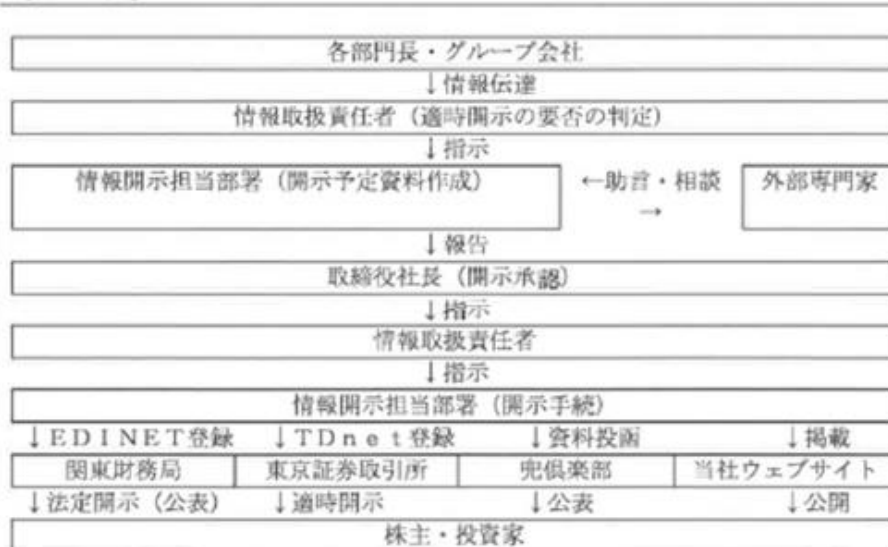 各部門長・グループ会社
↓情報伝達
情報取扱責任者（適時開示の要否の判定）
↓指示
情報開示担当部署（開示予定資料作成） ←助言・相談 外部専門家
→
↓報告
取締役社長（開示承認）
↓指示
情報取扱責任者
↓指示
情報開示担当部署（開示手続）
↓ＥＤＩＮＥＴ登録 ↓ＴＤｎｅｔ登録 ↓資料投函 ↓掲載
関東財務局 東京証券取引所 兜倶楽部 当社ウェブサイト
↓法定開示（公表） ↓適時開示 ↓公表 ↓公開
株主・投資家